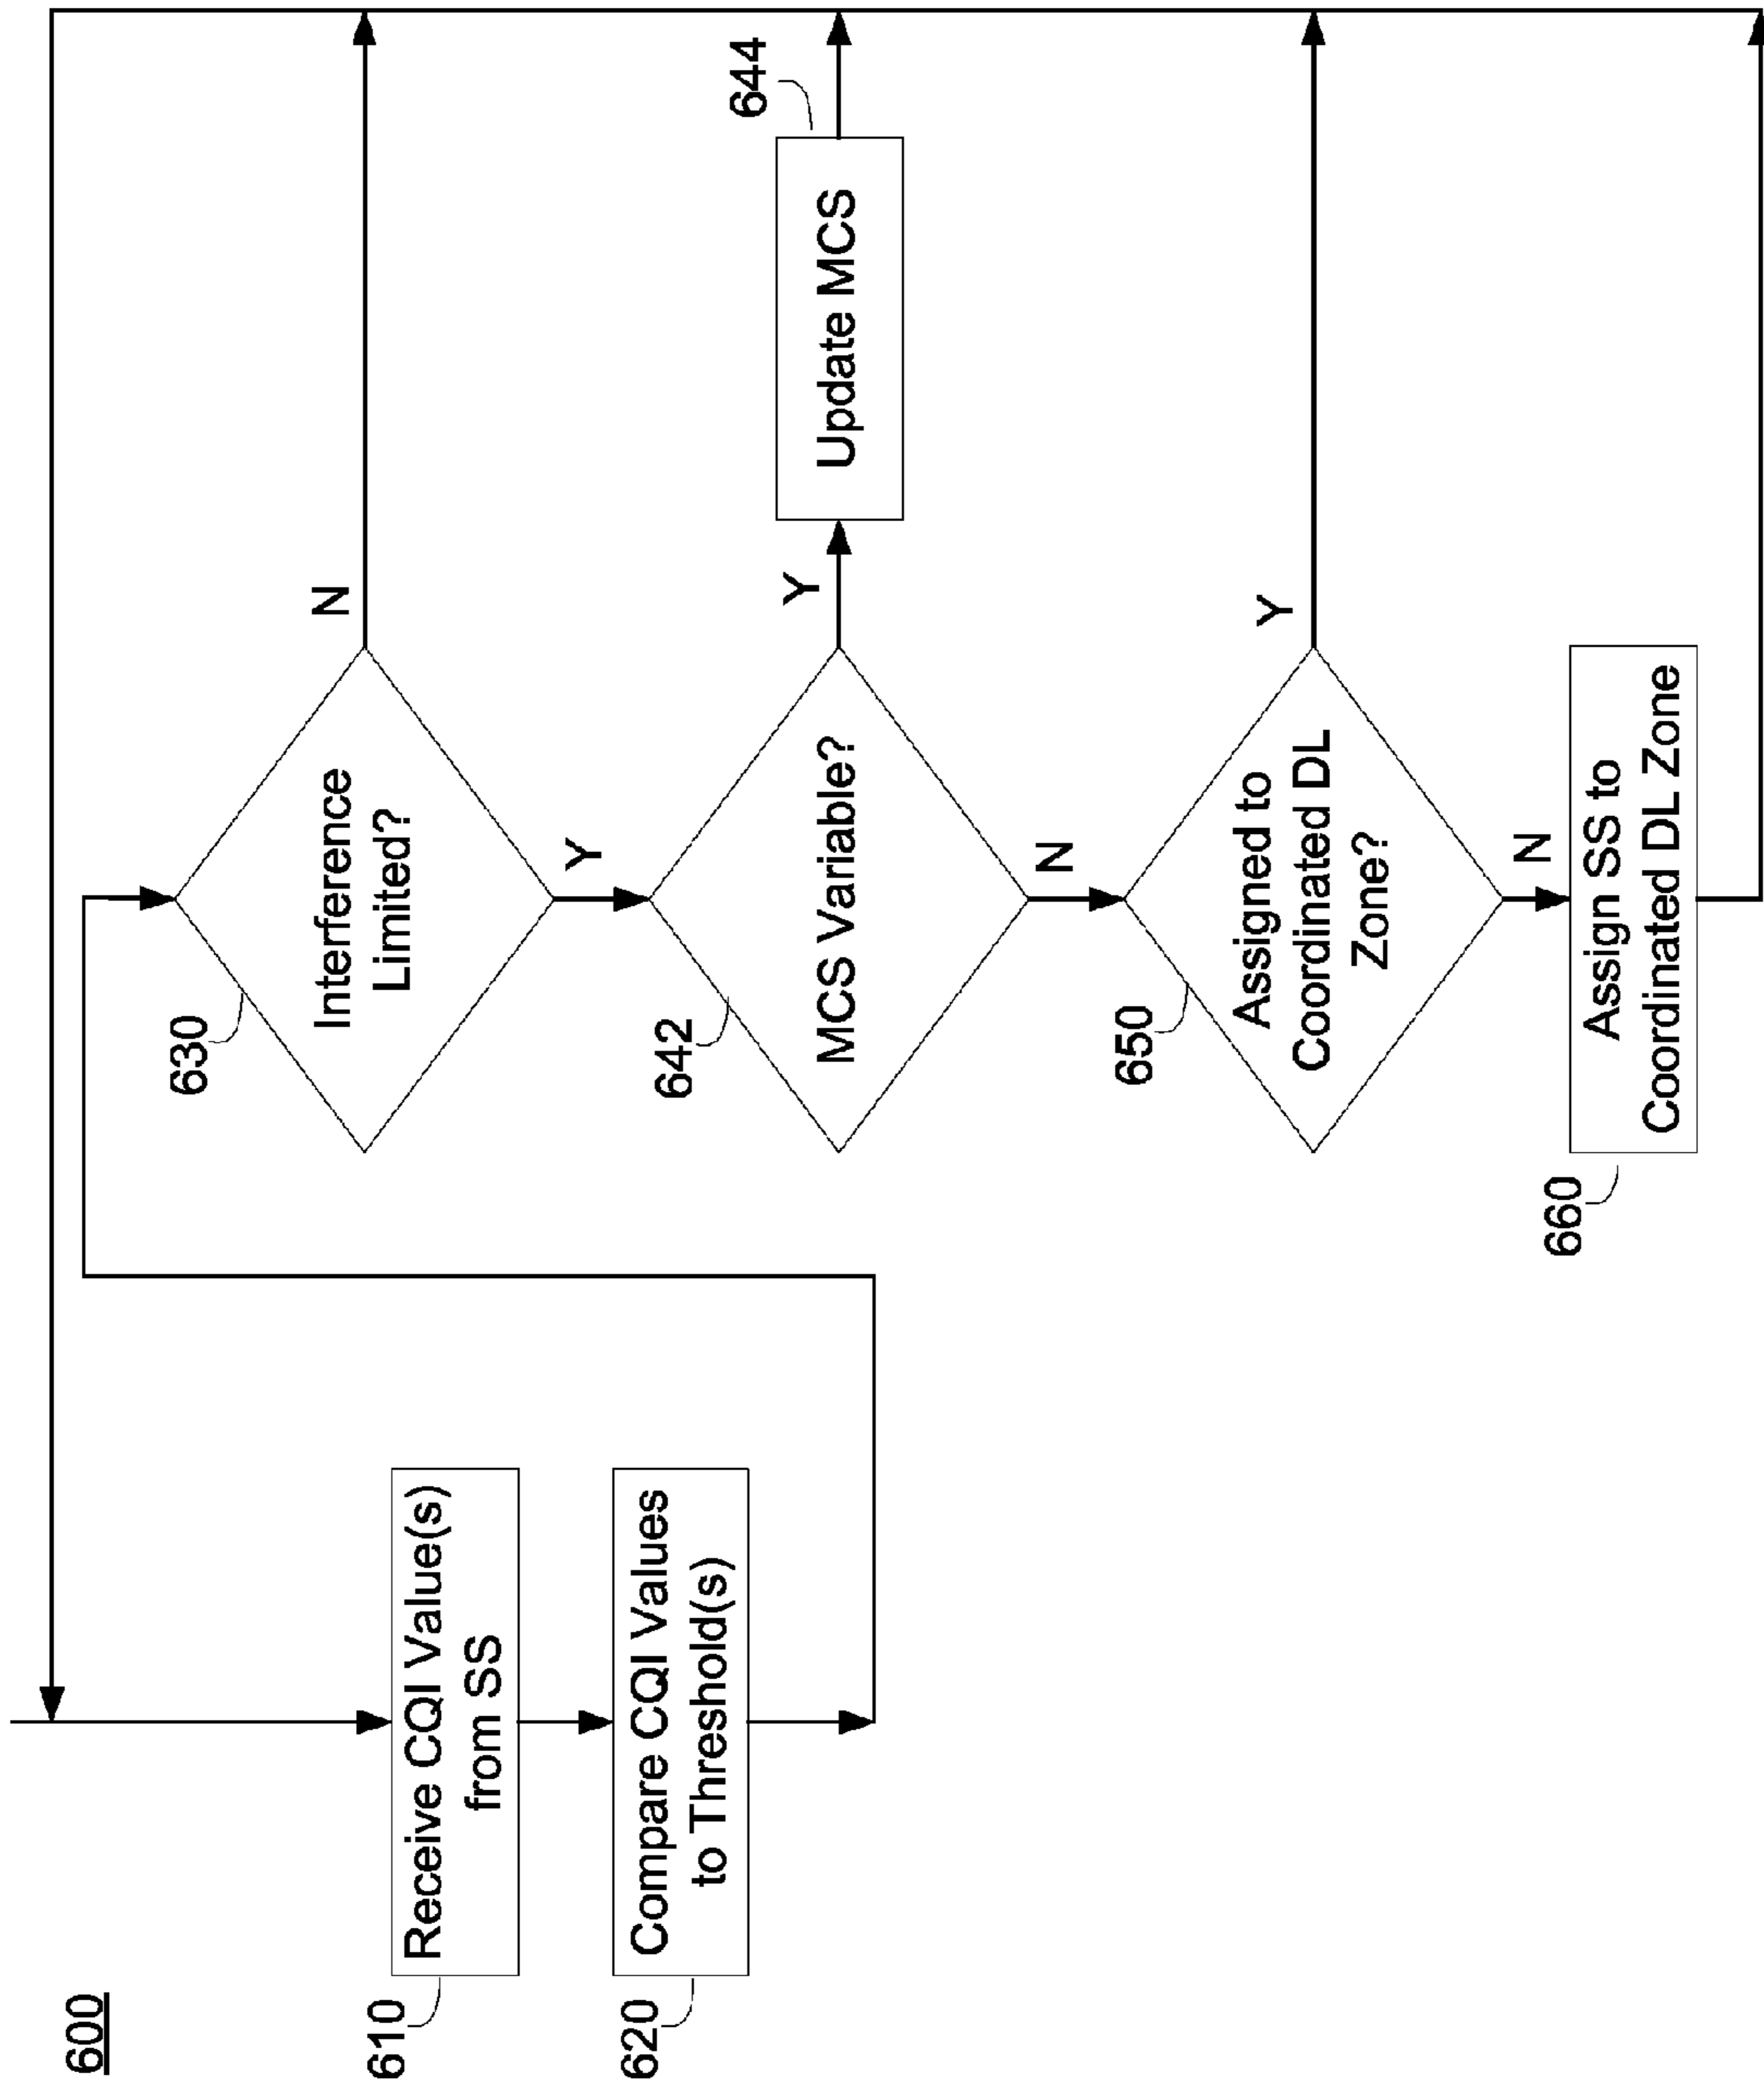 600
610
Receive CQI Value(s)
from SS
620
Compare CQI Values
to Threshold(s)
630
Interference
Limited?
N
Y
642
MCS Variable?
Y
644
Update MCS
N
650
Assigned to
Coordinated DL
Zone?
Y
N
660
Assign SS to
Coordinated DL Zone